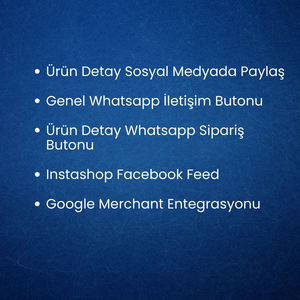 • Ürün Detay Sosyal Medyada Paylaş
• Genel Whatsapp İletişim Butonu
• Ürün Detay Whatsapp Sipariş
Butonu
• Instashop Facebook Feed
• Google Merchant Entegrasyonu